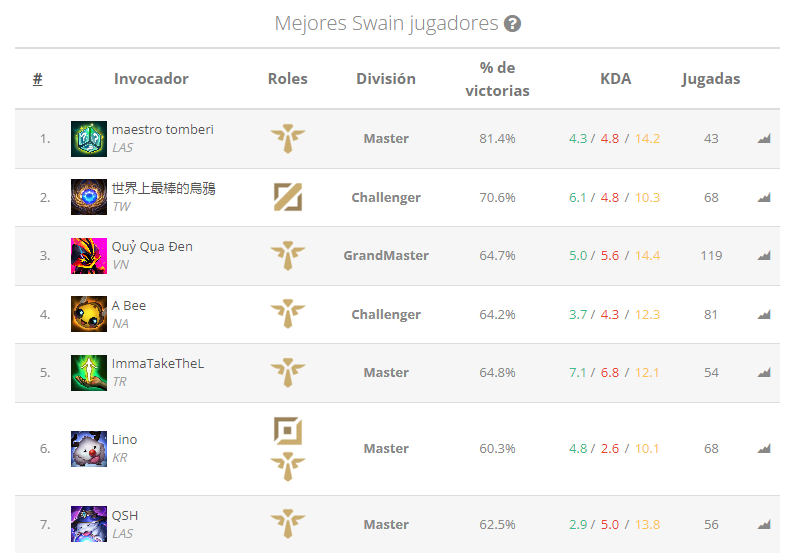 Mejores Swain jugadores ?
# Invocador Roles División % de victorias KDA Jugadas
1. maestro tomberi Master 81.4% 4.3 / 4.8 / 14.2 43
LAS
2. 世界上最棒的烏鴉 Challenger 70.6% 6.1 / 4.8 / 10.3 68
TW
3. Quỷ Qụa Đen GrandMaster 64.7% 5.0 / 5.6 / 14.4 119
VN
4. A Bee Challenger 64.2% 3.7 / 4.3 / 12.3 81
NA
5. ImmaTakeTheL Master 64.8% 7.1 / 6.8 / 12.1 54
TR
6. Lino Master 60.3% 4.8 / 2.6 / 10.1 68
KR
7. QSH Master 62.5% 2.9 / 5.0 / 13.8 56
LAS